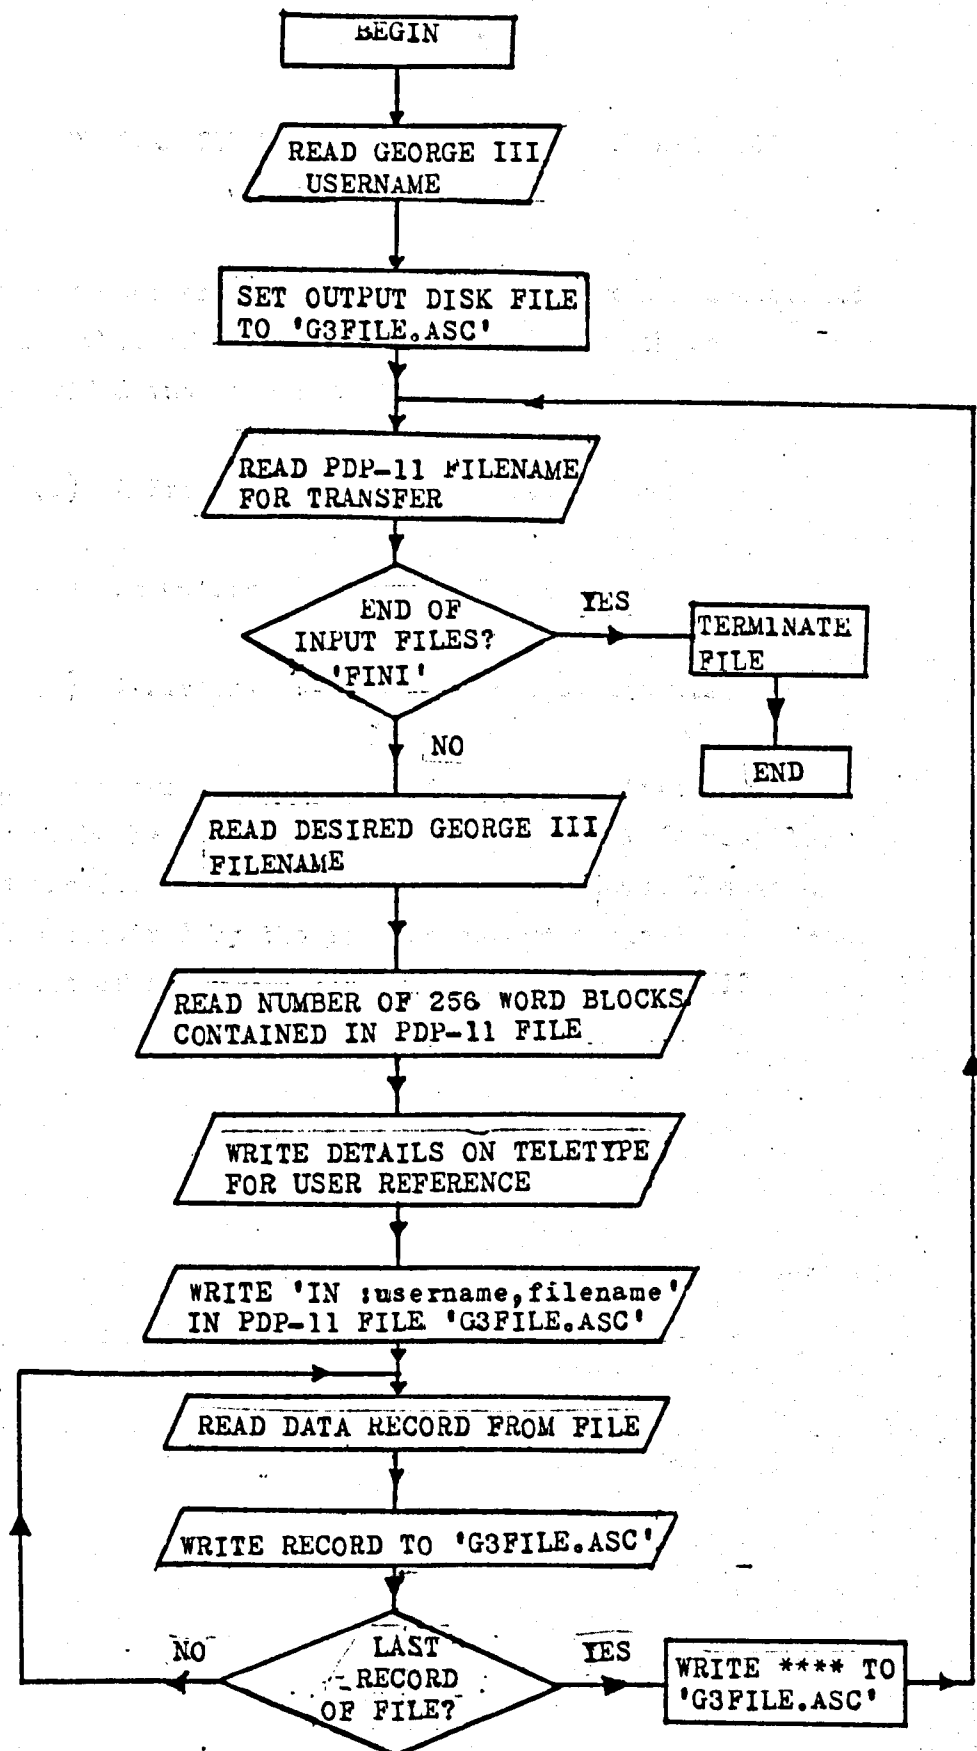 BEGIN
READ GEORGE III
USERNAME
SET OUTPUT DISK FILE
TO 'G3FILE.ASC'
READ PDP-11 FILENAME
FOR TRANSFER
END OF
INPUT FILES?
'FINI'
YES
TERMINATE
FILE
END
NO
READ DESIRED GEORGE III
FILENAME
READ NUMBER OF 256 WORD BLOCKS
CONTAINED IN PDP-11 FILE
WRITE DETAILS ON TELETYPE
FOR USER REFERENCE
WRITE 'IN :username,filename'
IN PDP-11 FILE 'G3FILE.ASC'
READ DATA RECORD FROM FILE
WRITE RECORD TO 'G3FILE.ASC'
LAST
RECORD
OF FILE?
NO
YES
WRITE **** TO
'G3FILE.ASC'